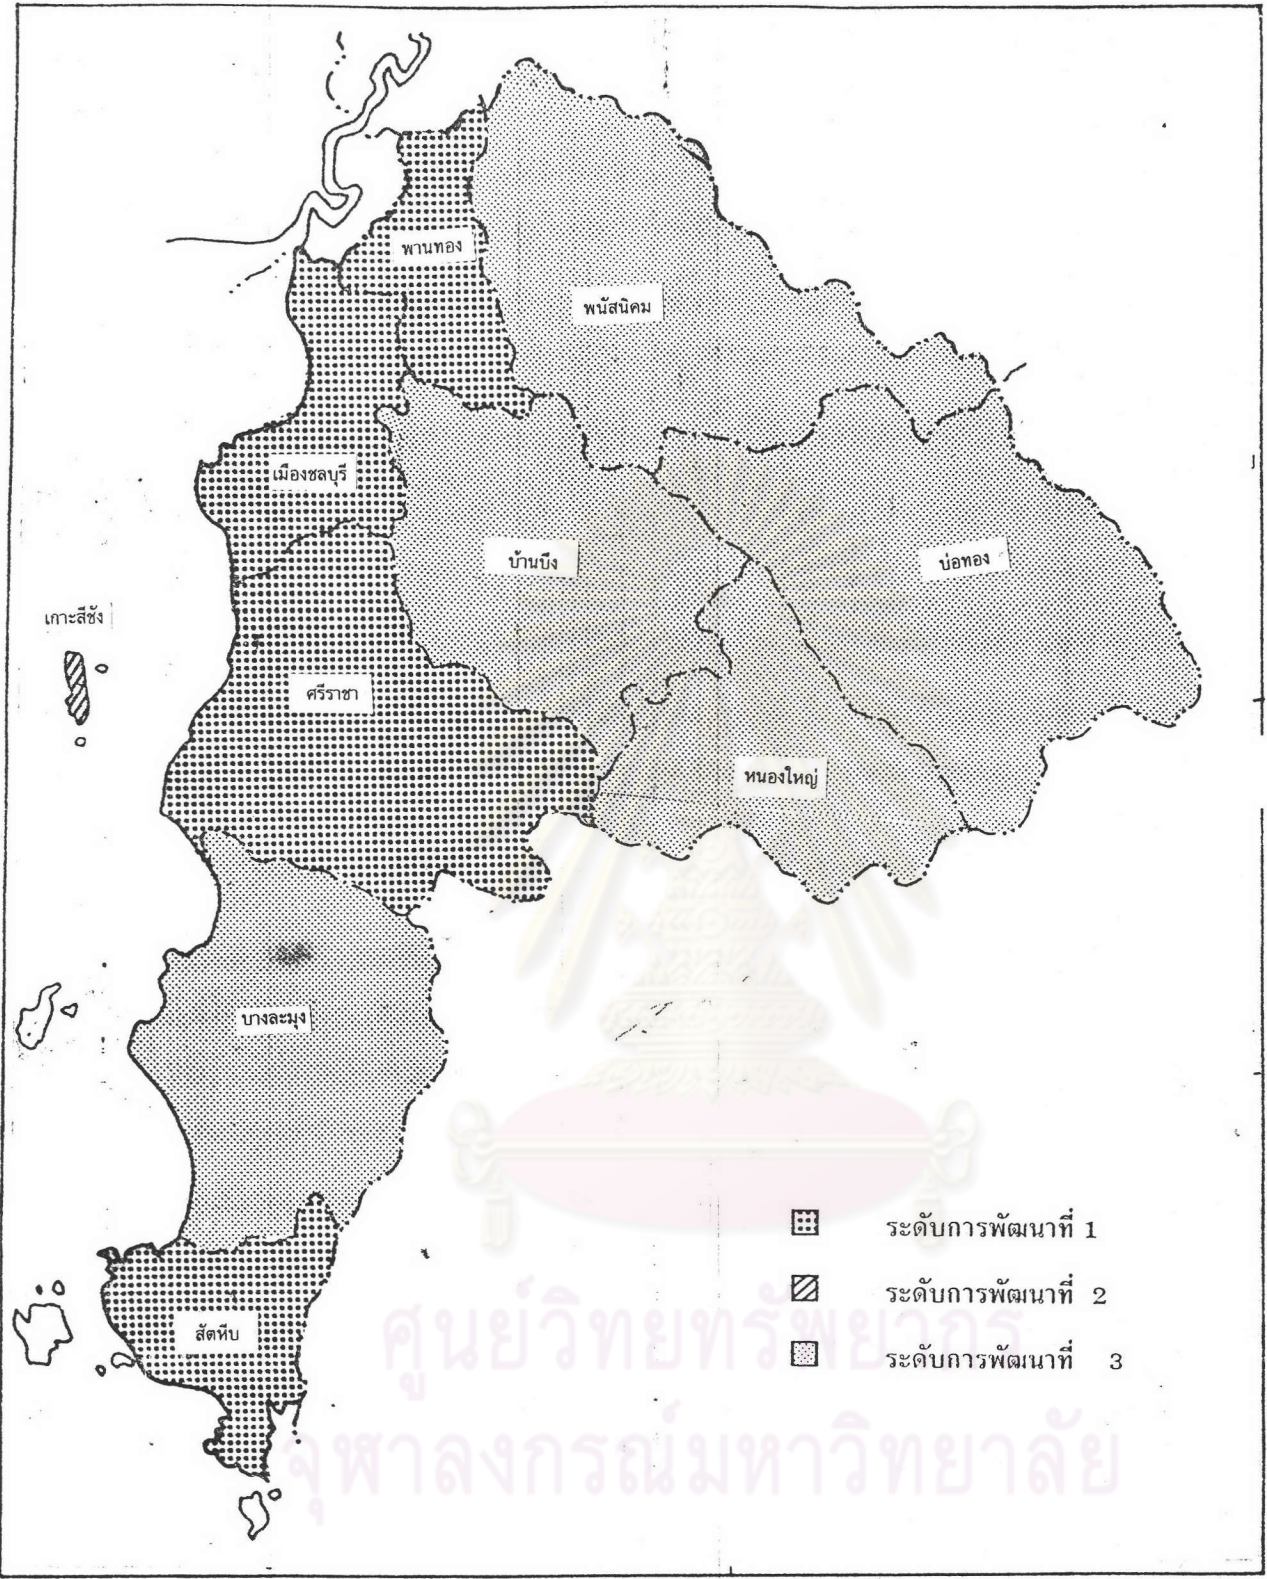 พานทอง
พนัสนิคม
เมืองชลบุรี
บ้านบึง
บ่อทอง
เกาะสีชัง
ศรีราชา
หนองใหญ่
บางละมุง
ระดับการพัฒนาที่ 1
ระดับการพัฒนาที่ 2
สัตหีบ
ระดับการพัฒนาที่ 3
ศูนย์วิทยทรัพยากร
จุฬาลงกรณ์มหาวิทยาลัย